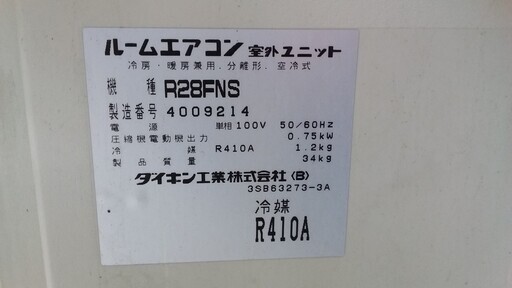 ルームエアコン 室外ユニット
冷房・暖房兼用．分離形．空冷式
機 種 R28FNS
製造番号 4009214
電 源 単相100V 50/60Hz
圧縮機電動機出力 0.75kW
冷 媒 R410A 1.2kg
製品質量 34kg
ダイキン工業株式会社〈B〉
3SB63273-3A
冷媒
R410A